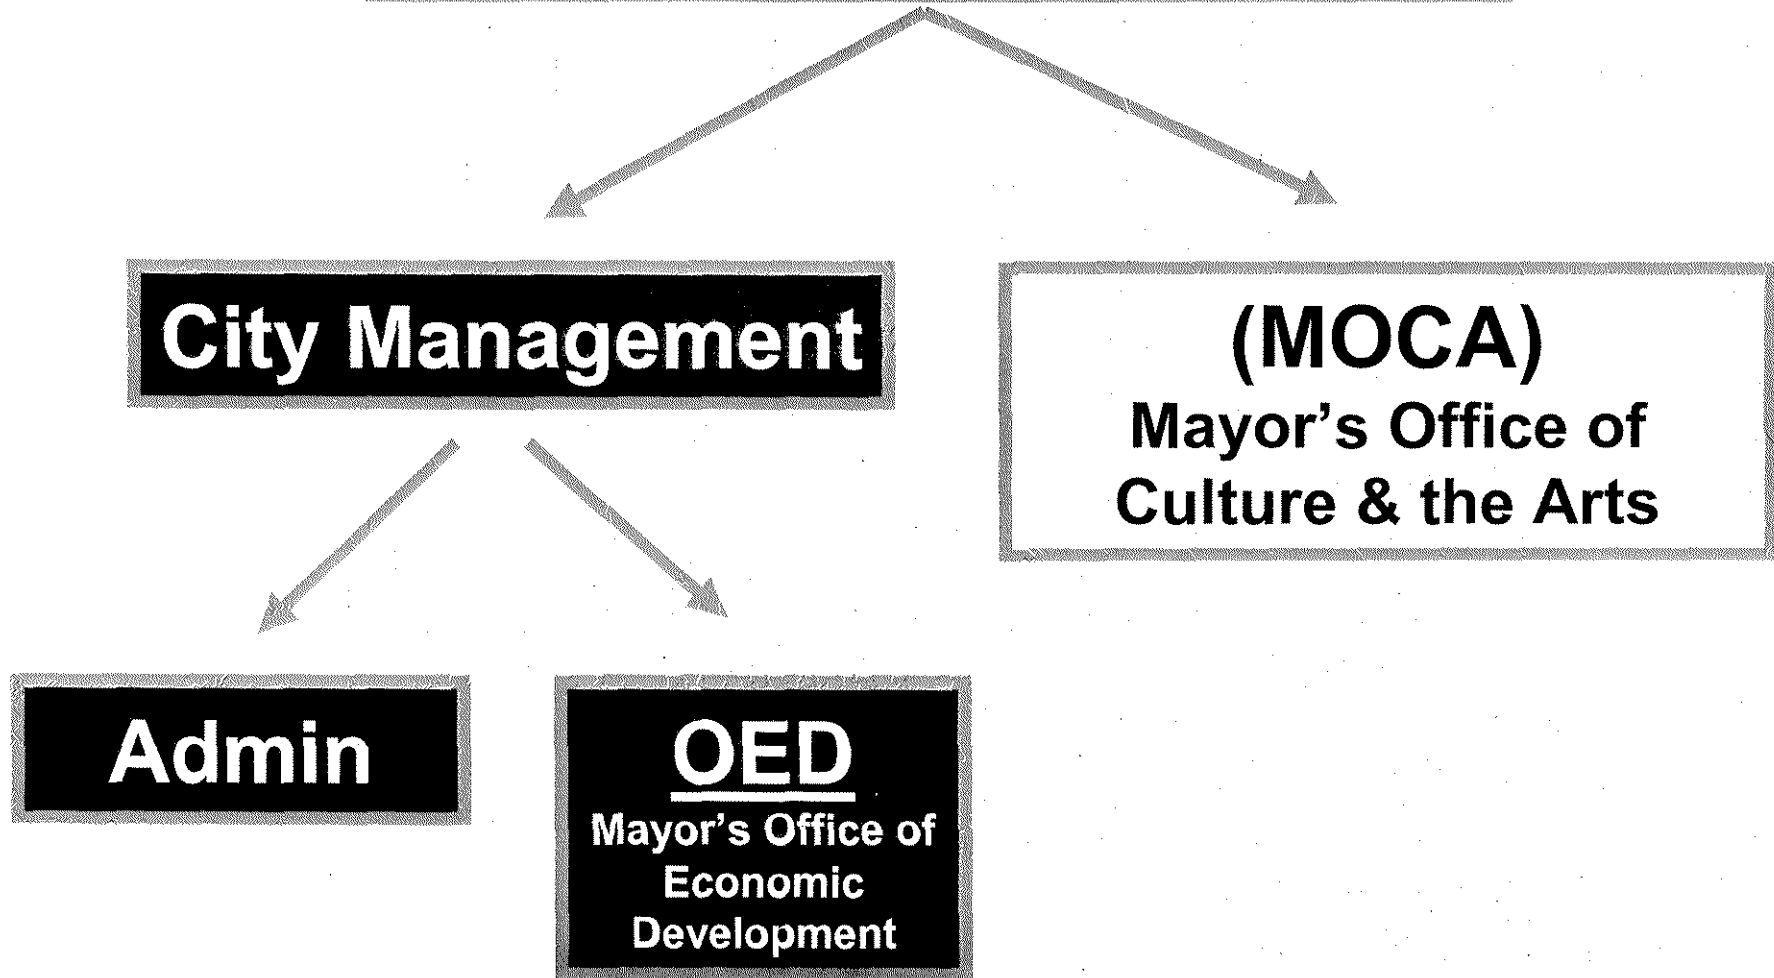 City Management
(MOCA)
Mayor's Office of
Culture & the Arts
Admin
OED
Mayor's Office of
Economic
Development